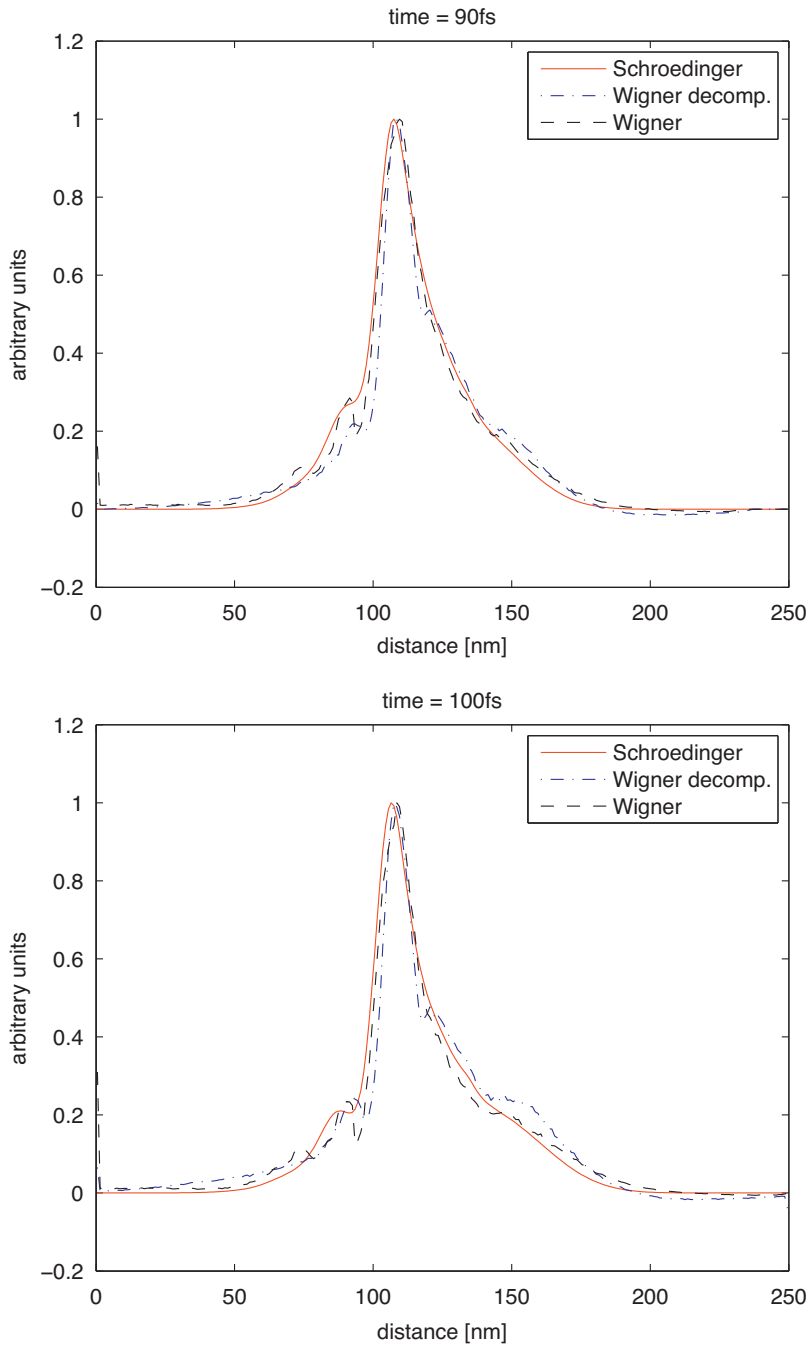 time = 90fs
1.2
1
0.8
0.6
0.4
0.2
0
−0.2
arbitrary units
Schroedinger
Wigner decomp.
Wigner
0 50 100 150 200 250
distance [nm]
time = 100fs
1.2
1
0.8
0.6
0.4
0.2
0
−0.2
arbitrary units
Schroedinger
Wigner decomp.
Wigner
0 50 100 150 200 250
distance [nm]